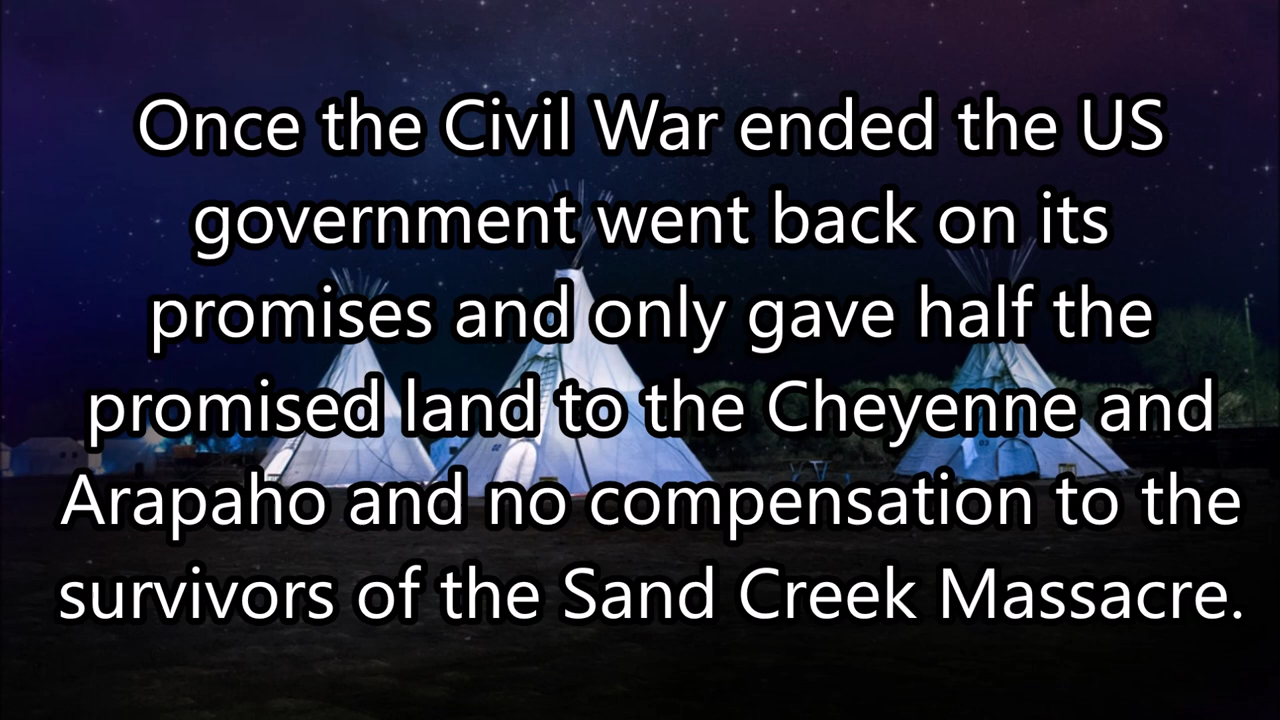 Once the Civil War ended the US
government went back on its
promises and only gave half the
promised land to the Cheyenne and
Arapaho and no compensation to the
survivors of the Sand Creek Massacre.